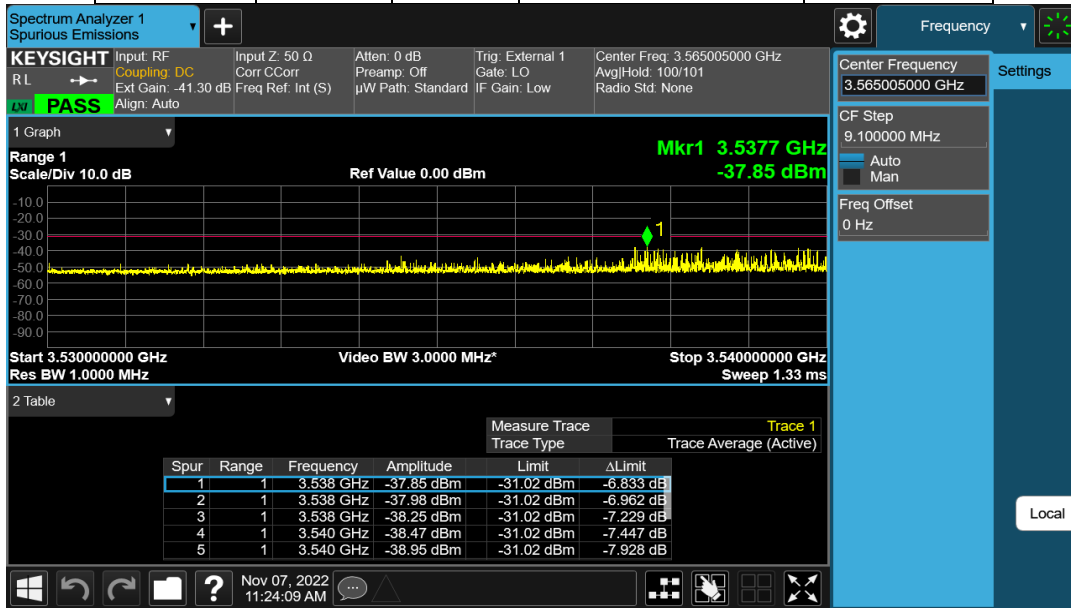 Spectrum Analyzer 1
Spurious Emissions
+
Frequency
KEYSIGHT Input: RF Input Z: 50 Ω Atten: 0 dB Trig: External 1 Center Freq: 3.565005000 GHz
R L Coupling: DC Corr CCorr Preamp: Off Gate: LO Avg|Hold: 100/101
Ext Gain: -41.30 dB Freq Ref: Int (S) µW Path: Standard IF Gain: Low Radio Std: None
LXI PASS Align: Auto
1 Graph
Range 1 Mkr1 3.5377 GHz
Scale/Div 10.0 dB Ref Value 0.00 dBm -37.85 dBm
-10.0
-20.0
-30.0
1
-40.0
-50.0
-60.0
-70.0
-80.0
-90.0
Start 3.530000000 GHz Video BW 3.0000 MHz* Stop 3.540000000 GHz
Res BW 1.0000 MHz Sweep 1.33 ms
2 Table
Measure Trace Trace 1
Trace Type Trace Average (Active)
Spur Range Frequency Amplitude Limit ΔLimit
1 1 3.538 GHz -37.85 dBm -31.02 dBm -6.833 dB
2 1 3.538 GHz -37.98 dBm -31.02 dBm -6.962 dB
3 1 3.538 GHz -38.25 dBm -31.02 dBm -7.229 dB
4 1 3.540 GHz -38.47 dBm -31.02 dBm -7.447 dB
5 1 3.540 GHz -38.95 dBm -31.02 dBm -7.928 dB
Center Frequency
3.565005000 GHz
Settings
CF Step
9.100000 MHz
Auto
Man
Freq Offset
0 Hz
Local
? Nov 07, 2022
11:24:09 AM